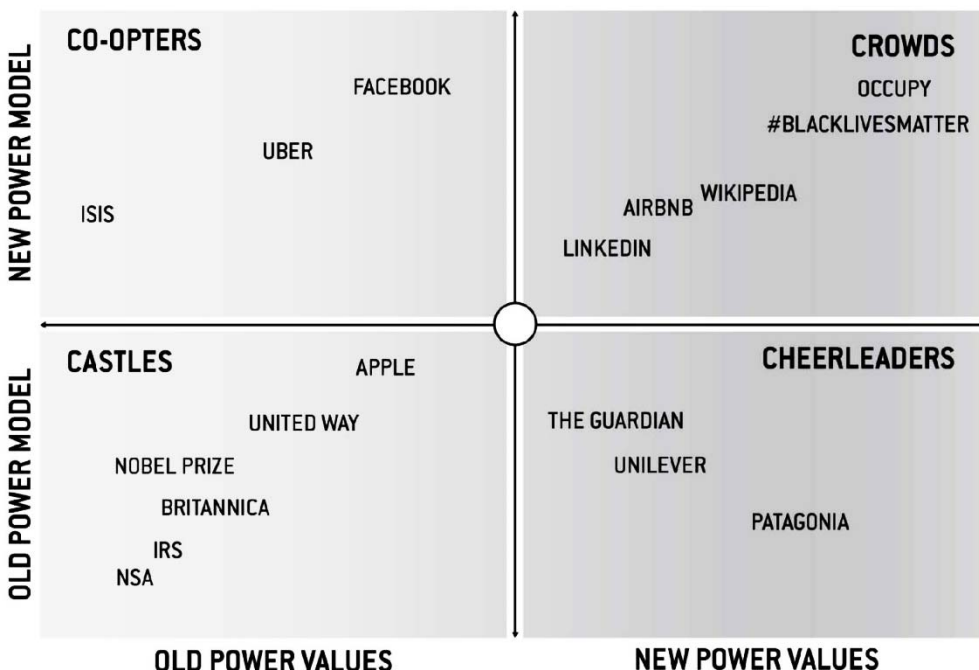 NEW POWER MODEL
CO-OPTERS
FACEBOOK
UBER
ISIS
CROWDS
OCCUPY
#BLACKLIVESMATTER
WIKIPEDIA
AIRBNB
LINKEDIN
OLD POWER MODEL
CASTLES
APPLE
UNITED WAY
NOBEL PRIZE
BRITANNICA
IRS
NSA
CHEERLEADERS
THE GUARDIAN
UNILEVER
PATAGONIA
OLD POWER VALUES
NEW POWER VALUES